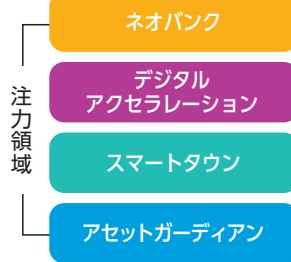 注力領域
ネオバンク
デジタル
アクセラレーション
スマートタウン
アセットガーディアン